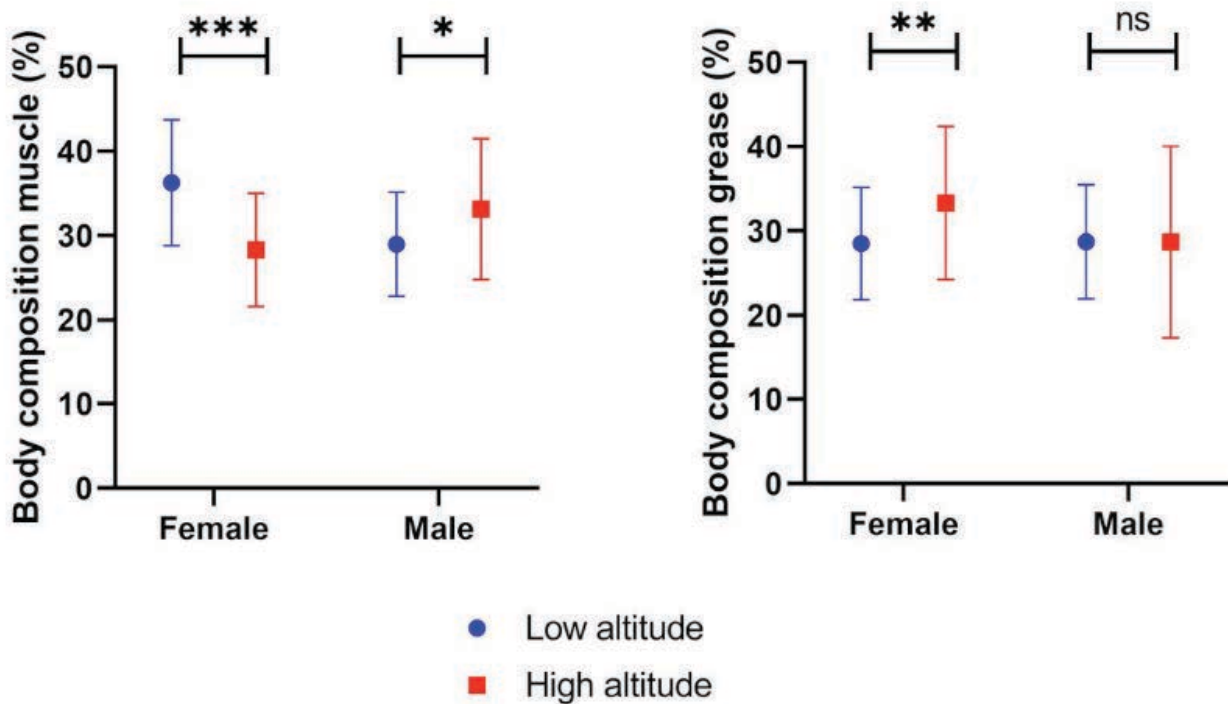 Body composition muscle (%)
50
40
30
20
10
0
***
*
Female Male
Body composition grease (%)
50
40
30
20
10
0
**
ns
Female Male
Low altitude
High altitude